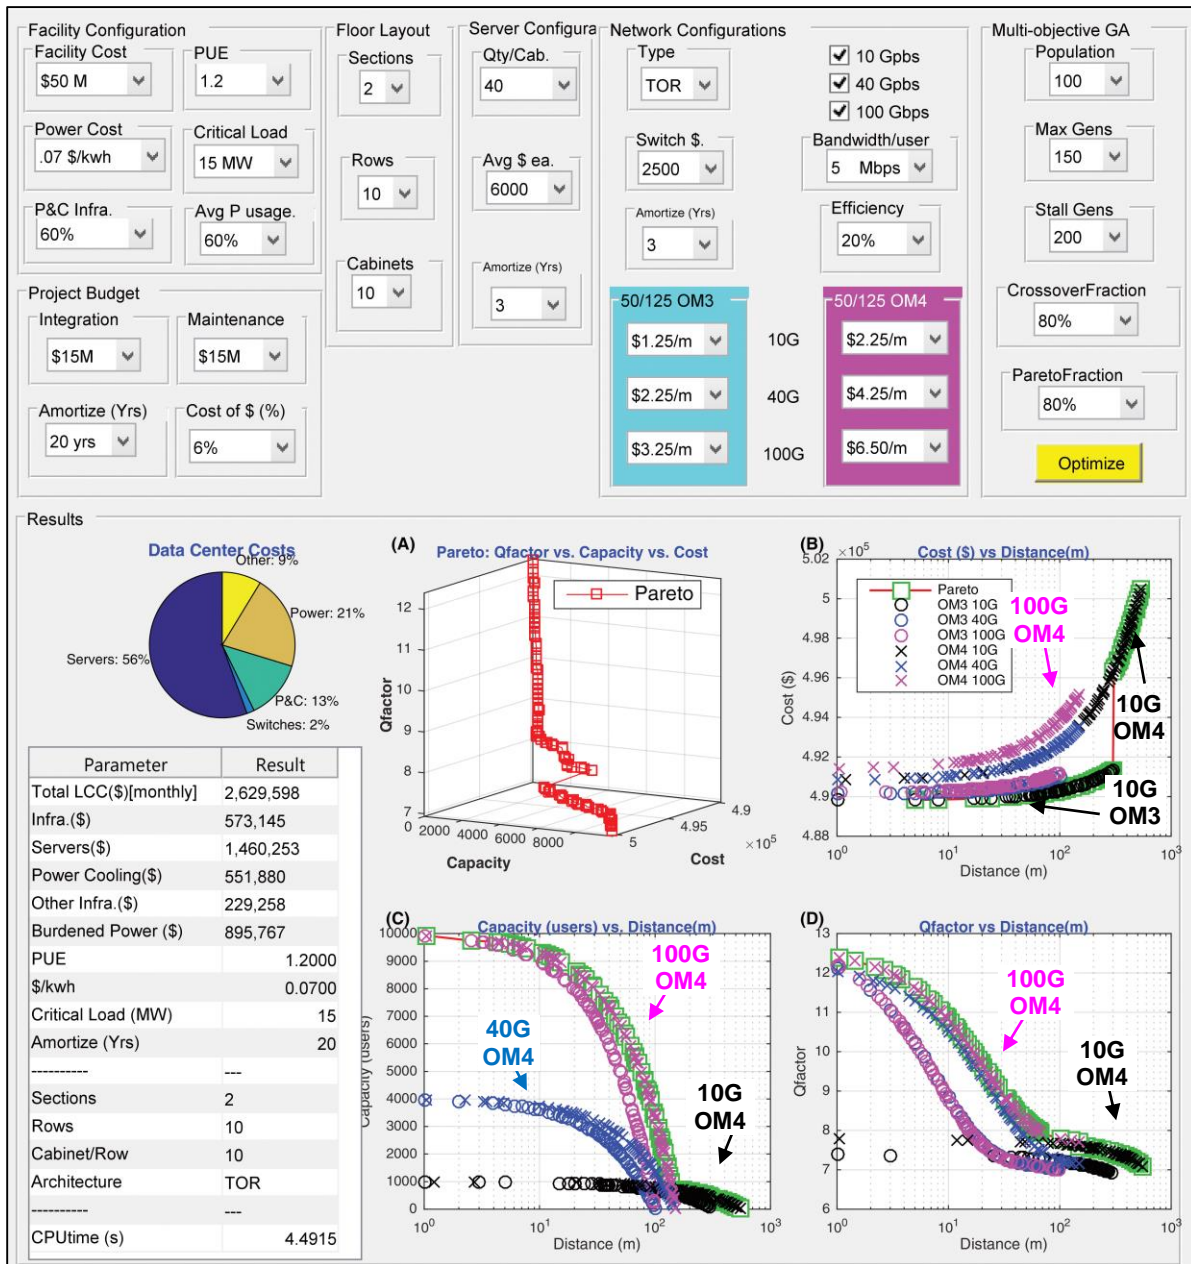 Facility Configuration
Facility Cost
$50 M
PUE
1.2
Power Cost
.07 $/kwh
Critical Load
15 MW
P&C Infra.
60%
Avg P usage.
60%
Project Budget
Integration
$15M
Maintenance
$15M
Amortize (Yrs)
20 yrs
Cost of $ (%)
6%
Floor Layout
Sections
2
Rows
10
Cabinets
10
Server Configura
Qty/Cab.
40
Avg $ ea.
6000
Amortize (Yrs)
3
Network Configurations
Type
TOR
10 Gpbs
40 Gpbs
100 Gbps
Switch $.
2500
Bandwidth/user
5 Mbps
Amortize (Yrs)
3
Efficiency
20%
50/125 OM3
50/125 OM4
$1.25/m
10G
$2.25/m
$2.25/m
40G
$4.25/m
$3.25/m
100G
$6.50/m
Multi-objective GA
Population
100
Max Gens
150
Stall Gens
200
CrossoverFraction
80%
ParetoFraction
80%
Optimize
Results
Data Center Costs
Other: 9%
Power: 21%
Servers: 56%
P&C: 13%
Switches: 2%
Parameter Result
Total LCC($)[monthly] 2,629,598
Infra.($) 573,145
Servers($) 1,460,253
Power Cooling($) 551,880
Other Infra.($) 229,258
Burdened Power ($) 895,767
PUE 1.2000
$/kwh 0.0700
Critical Load (MW) 15
Amortize (Yrs) 20
---------- ---
Sections 2
Rows 10
Cabinet/Row 10
Architecture TOR
---------- ---
CPUtime (s) 4.4915
(A)
Pareto: Qfactor vs. Capacity vs. Cost
Pareto
12
11
10
9
8
7
Qfactor
0
2000
4000
6000
8000
Capacity
5
4.95
4.9
×10⁵
Cost
(B)
Cost ($) vs Distance(m)
×10⁵
5.02
5
4.98
4.96
4.94
4.92
4.90
4.88
Cost ($)
Pareto
OM3 10G
OM3 40G
OM3 100G
OM4 10G
OM4 40G
OM4 100G
100G
OM4
10G
OM4
10G
OM3
10⁰ 10¹ 10² 10³
Distance (m)
(C)
Capacity (users) vs. Distance(m)
10000
9000
8000
7000
6000
5000
4000
3000
2000
1000
0
Capacity (users)
100G
OM4
40G
OM4
10G
OM4
10⁰ 10¹ 10² 10³
Distance (m)
(D)
Qfactor vs Distance(m)
13
12
11
10
9
8
7
6
Qfactor
100G
OM4
10G
OM4
10⁰ 10¹ 10² 10³
Distance (m)